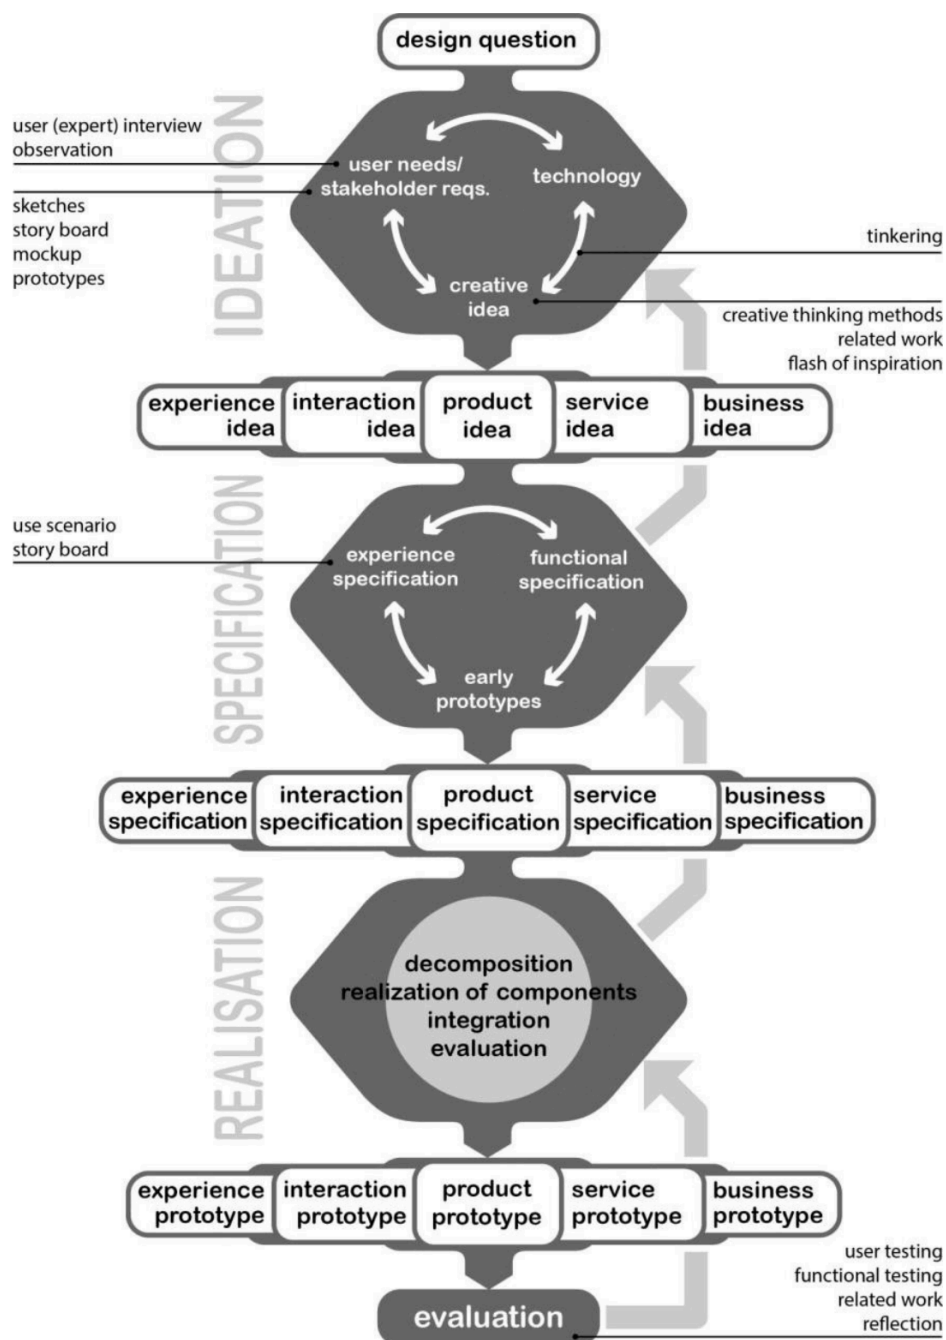 design question
IDEATION
user (expert) interview
observation
user needs/
stakeholder reqs.
technology
sketches
story board
mockup
prototypes
tinkering
creative
idea
creative thinking methods
related work
flash of inspiration
experience
idea
interaction
idea
product
idea
service
idea
business
idea
SPECIFICATION
use scenario
story board
experience
specification
functional
specification
early
prototypes
experience
specification
interaction
specification
product
specification
service
specification
business
specification
REALISATION
decomposition
realization of components
integration
evaluation
experience
prototype
interaction
prototype
product
prototype
service
prototype
business
prototype
evaluation
user testing
functional testing
related work
reflection